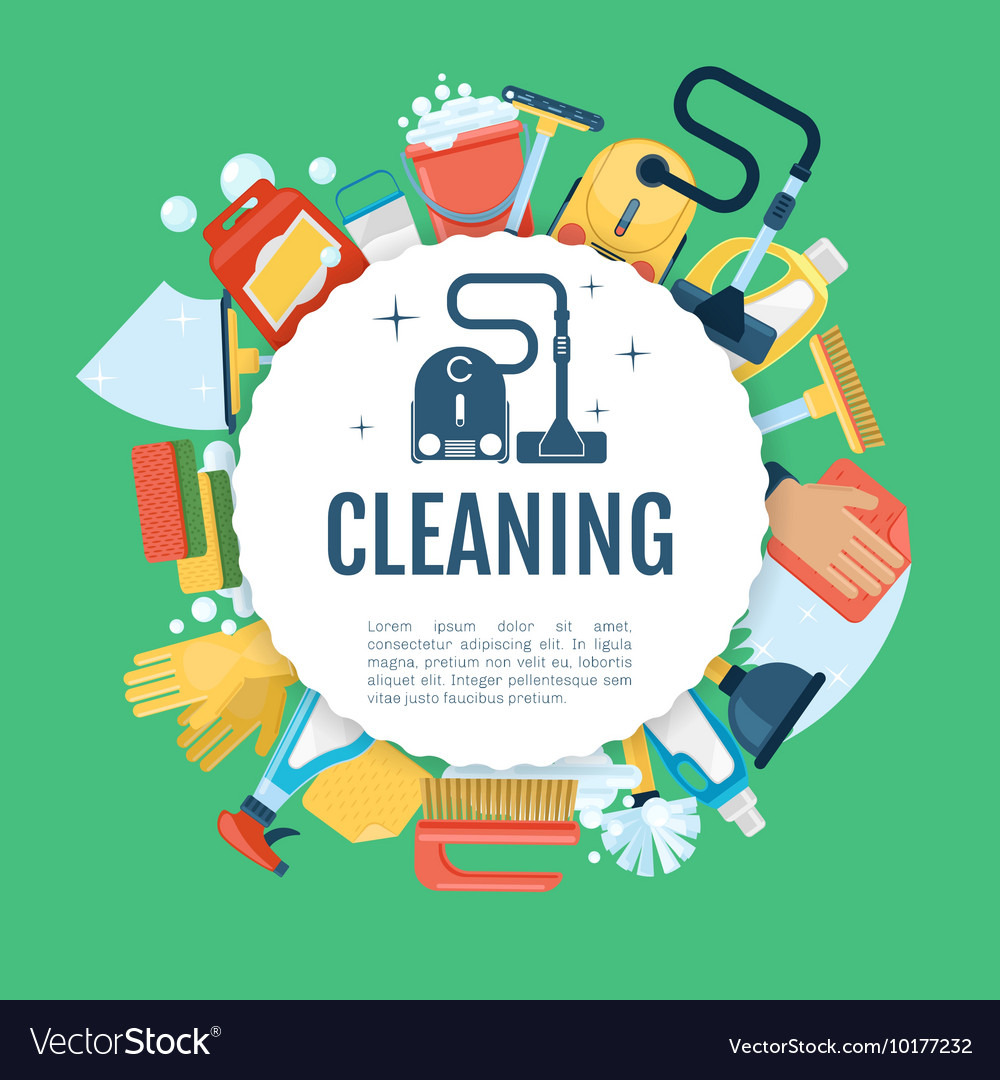 CLEANING
Lorem ipsum dolor sit amet,
consectetur adipiscing elit. In ligula
magna, pretium non velit eu, lobortis
aliquet elit. Integer pellentesque sem
vitae justo faucibus pretium.
VectorStock®
VectorStock.com/10177232